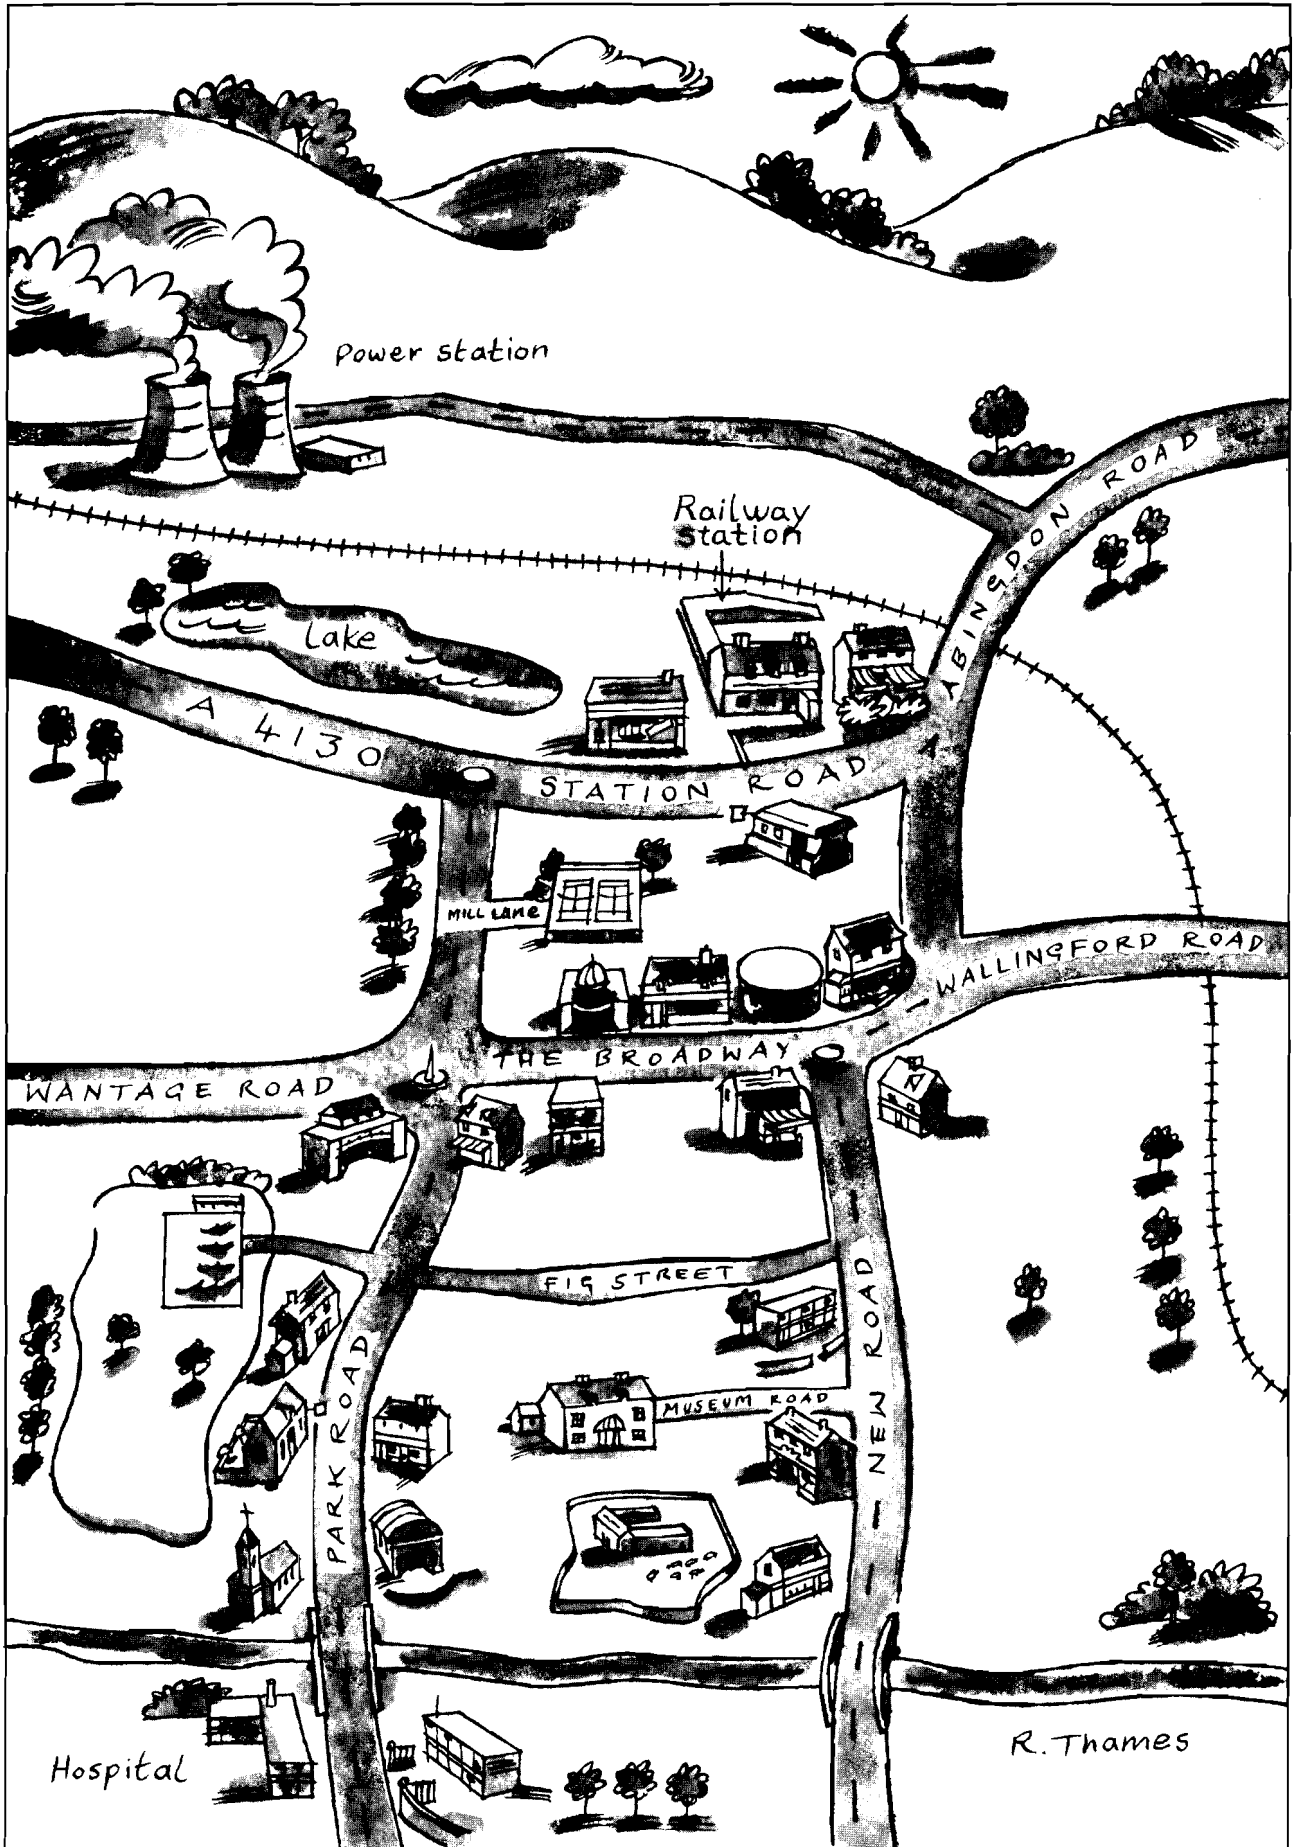 Power station
ABINGDON ROAD
Railway
Station
Lake
A 4130
STATION ROAD
MILL Lane
WALLINGFORD ROAD
THE BROADWAY
WANTAGE ROAD
FIG STREET
NEW ROAD
MUSEUM ROAD
PARK ROAD
R. Thames
Hospital